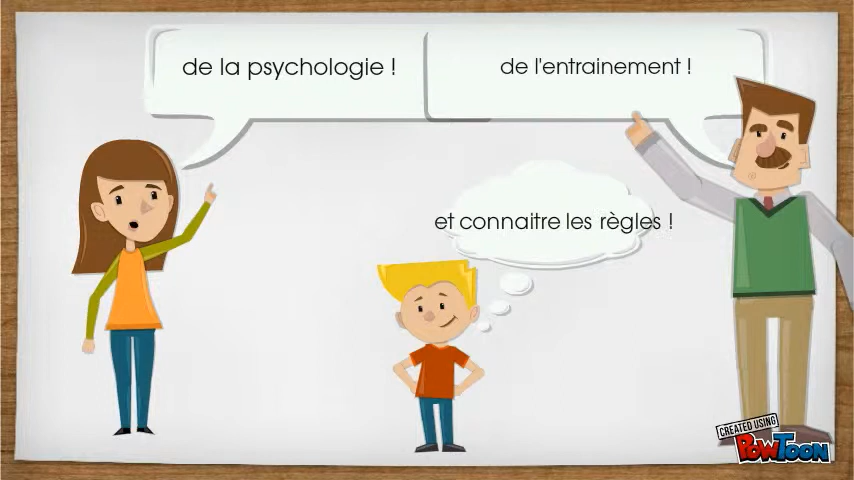 de la psychologie !
de l'entrainement !
et connaitre les règles !
CREATED USING
POWTOON